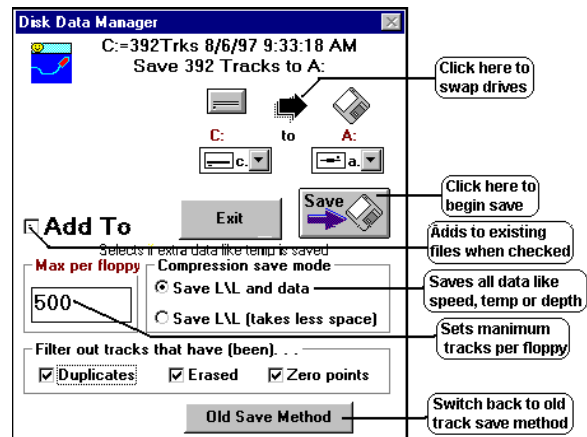 Disk Data Manager
C:=392Trks 8/6/97 9:33:18 AM
Save 392 Tracks to A:
Click here to
swap drives
C:
to
A:
c.
a.
Click here to
begin save
Save
Exit
Add To
Adds to existing
files when checked
Selects if extra data like temp is saved
Max per floppy
Compression save mode
500
Save L\L and data
Saves all data like
speed, temp or depth
Save L\L (takes less space)
Sets manimum
tracks per floppy
Filter out tracks that have (been). . .
Duplicates
Erased
Zero points
Old Save Method
Switch back to old
track save method